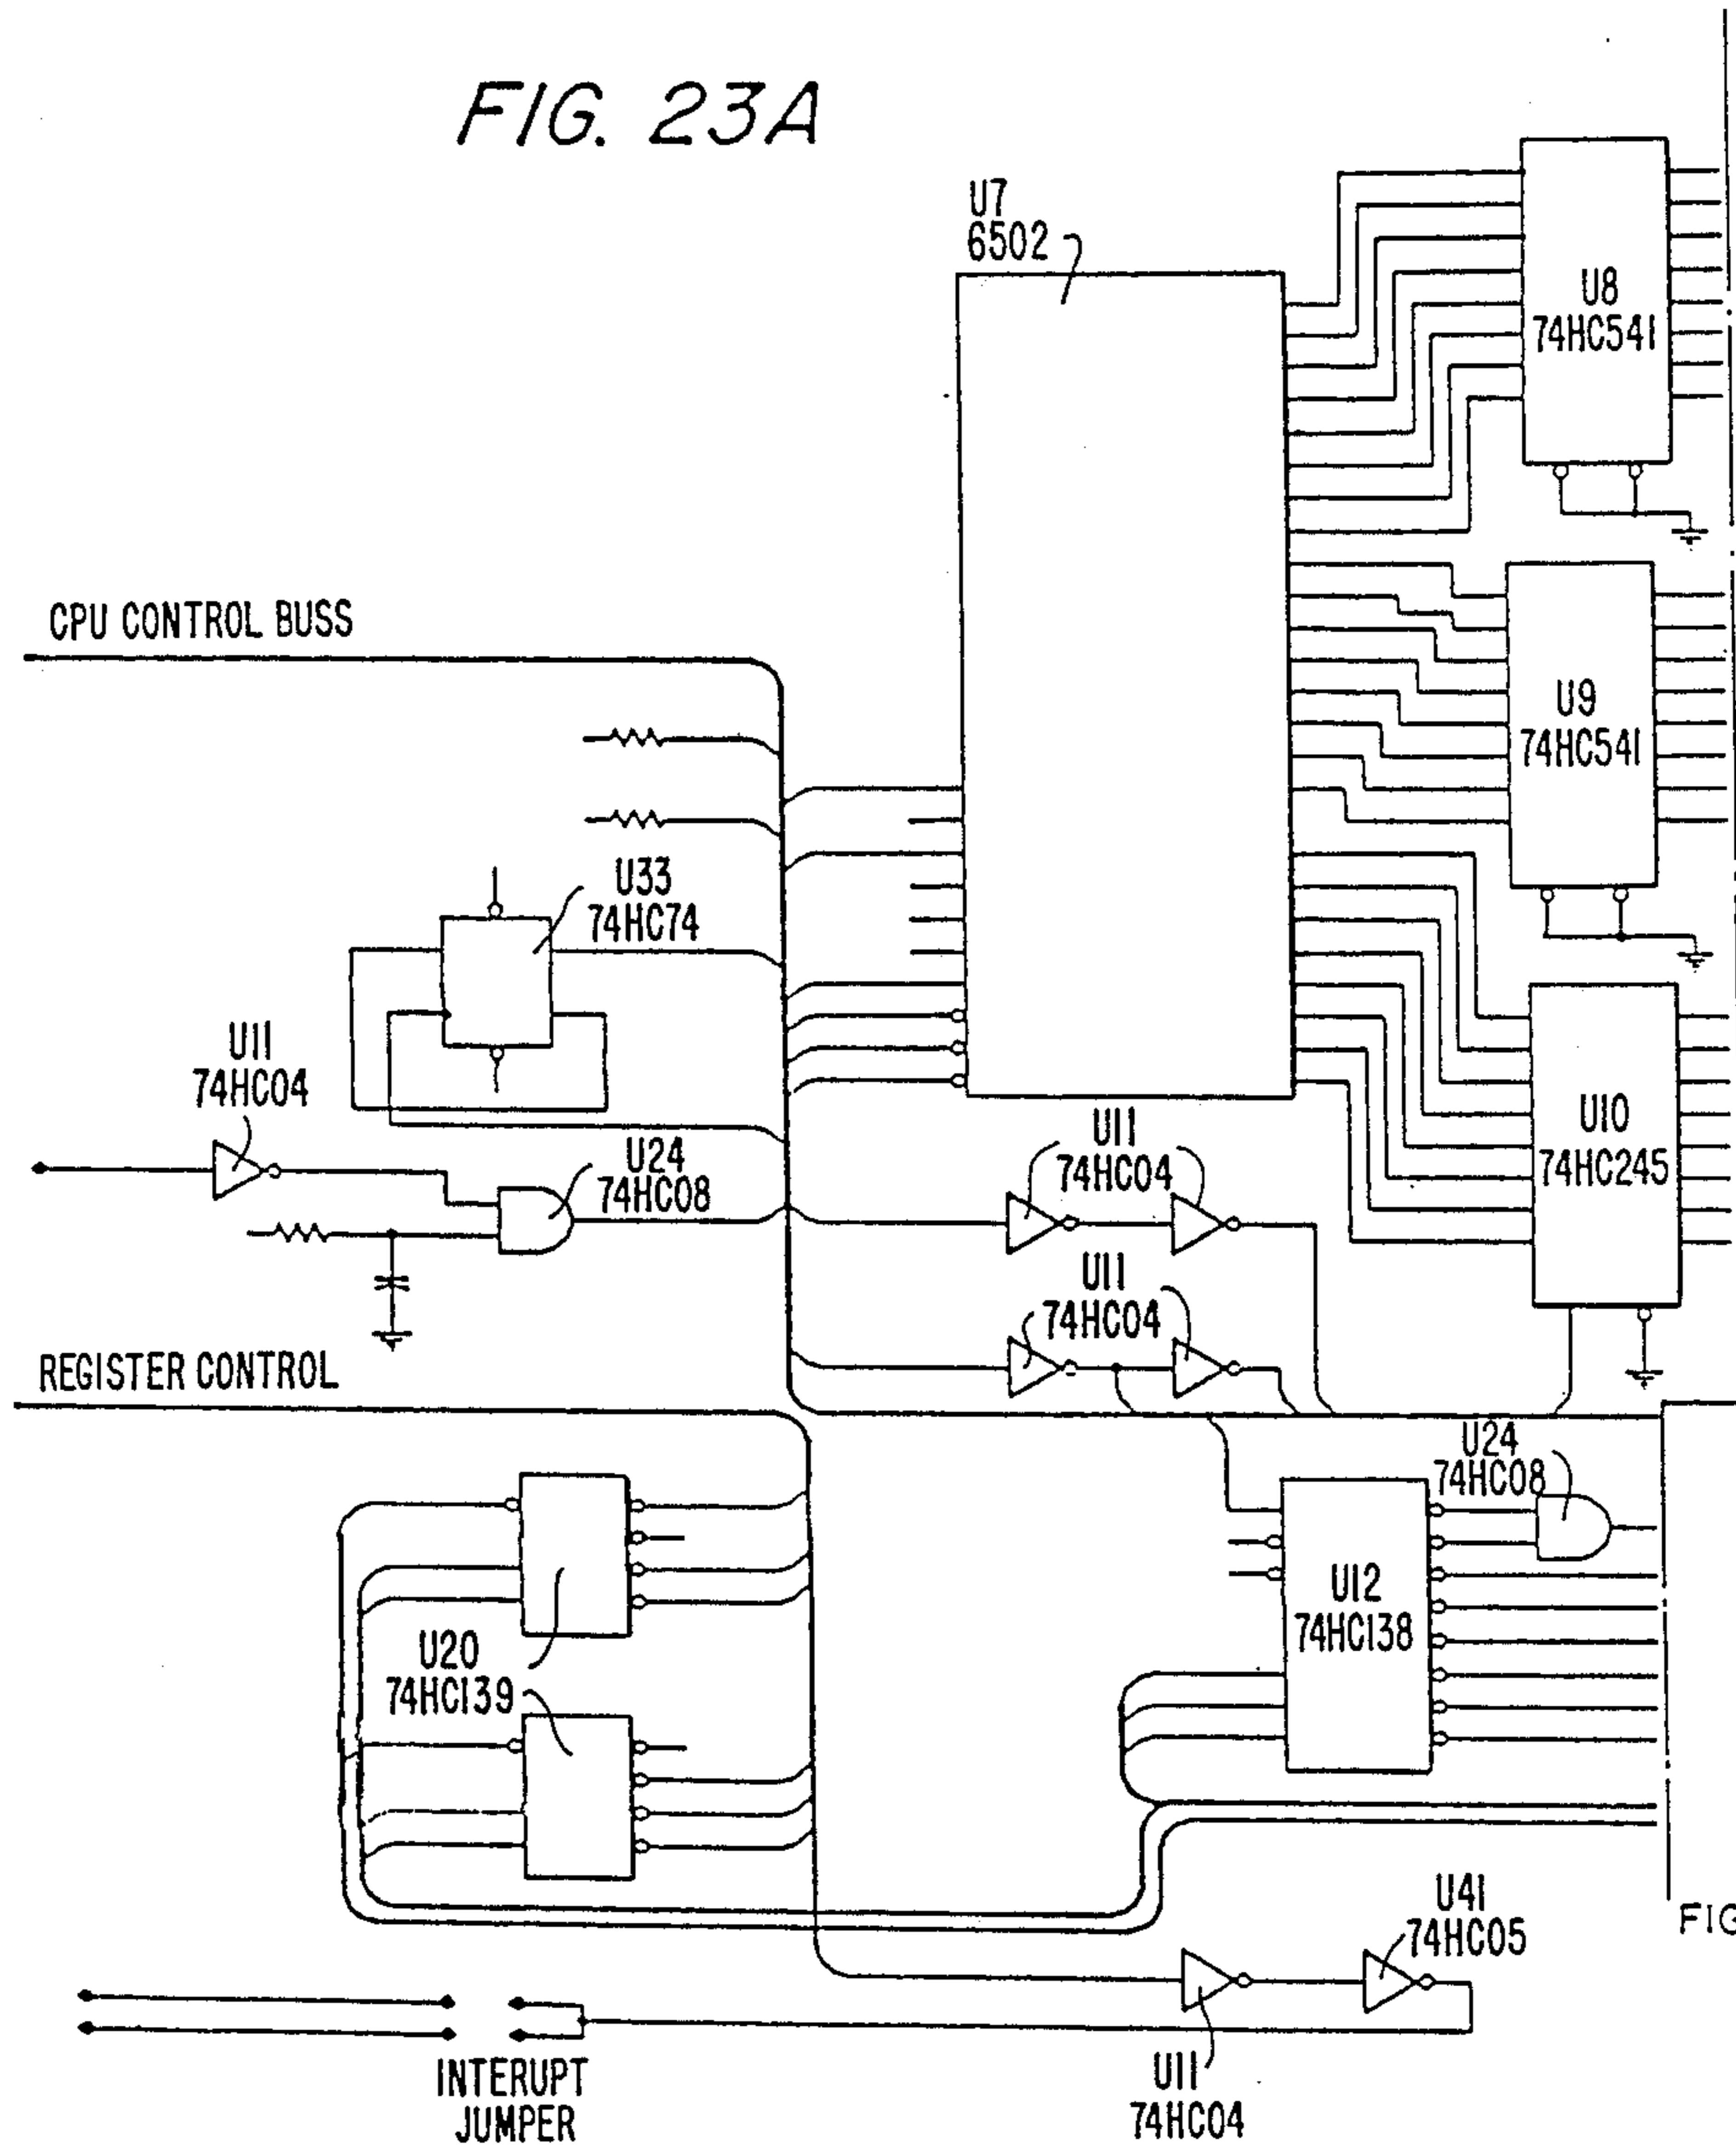 FIG. 23A
U7
6502
U8
74HC541
CPU CONTROL BUSS
U9
74HC541
U33
74HC74
U11
74HC04
U24
74HC08
U11
74HC04
U10
74HC245
U11
74HC04
REGISTER CONTROL
U24
74HC08
U12
74HC138
U20
74HC139
U41
74HC05
FIG
INTERUPT
JUMPER
U11
74HC04